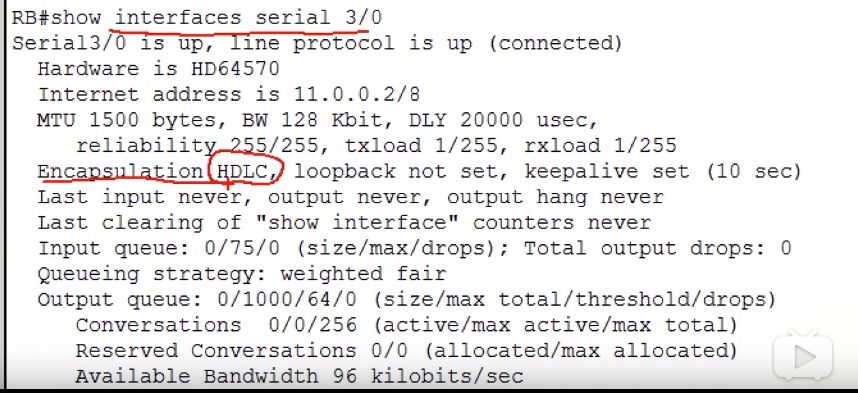 RB#show interfaces serial 3/0
Serial3/0 is up, line protocol is up (connected)
Hardware is HD64570
Internet address is 11.0.0.2/8
MTU 1500 bytes, BW 128 Kbit, DLY 20000 usec,
reliability 255/255, txload 1/255, rxload 1/255
Encapsulation HDLC, loopback not set, keepalive set (10 sec)
Last input never, output never, output hang never
Last clearing of "show interface" counters never
Input queue: 0/75/0 (size/max/drops); Total output drops: 0
Queueing strategy: weighted fair
Output queue: 0/1000/64/0 (size/max total/threshold/drops)
Conversations  0/0/256 (active/max active/max total)
Reserved Conversations 0/0 (allocated/max allocated)
Available Bandwidth 96 kilobits/sec